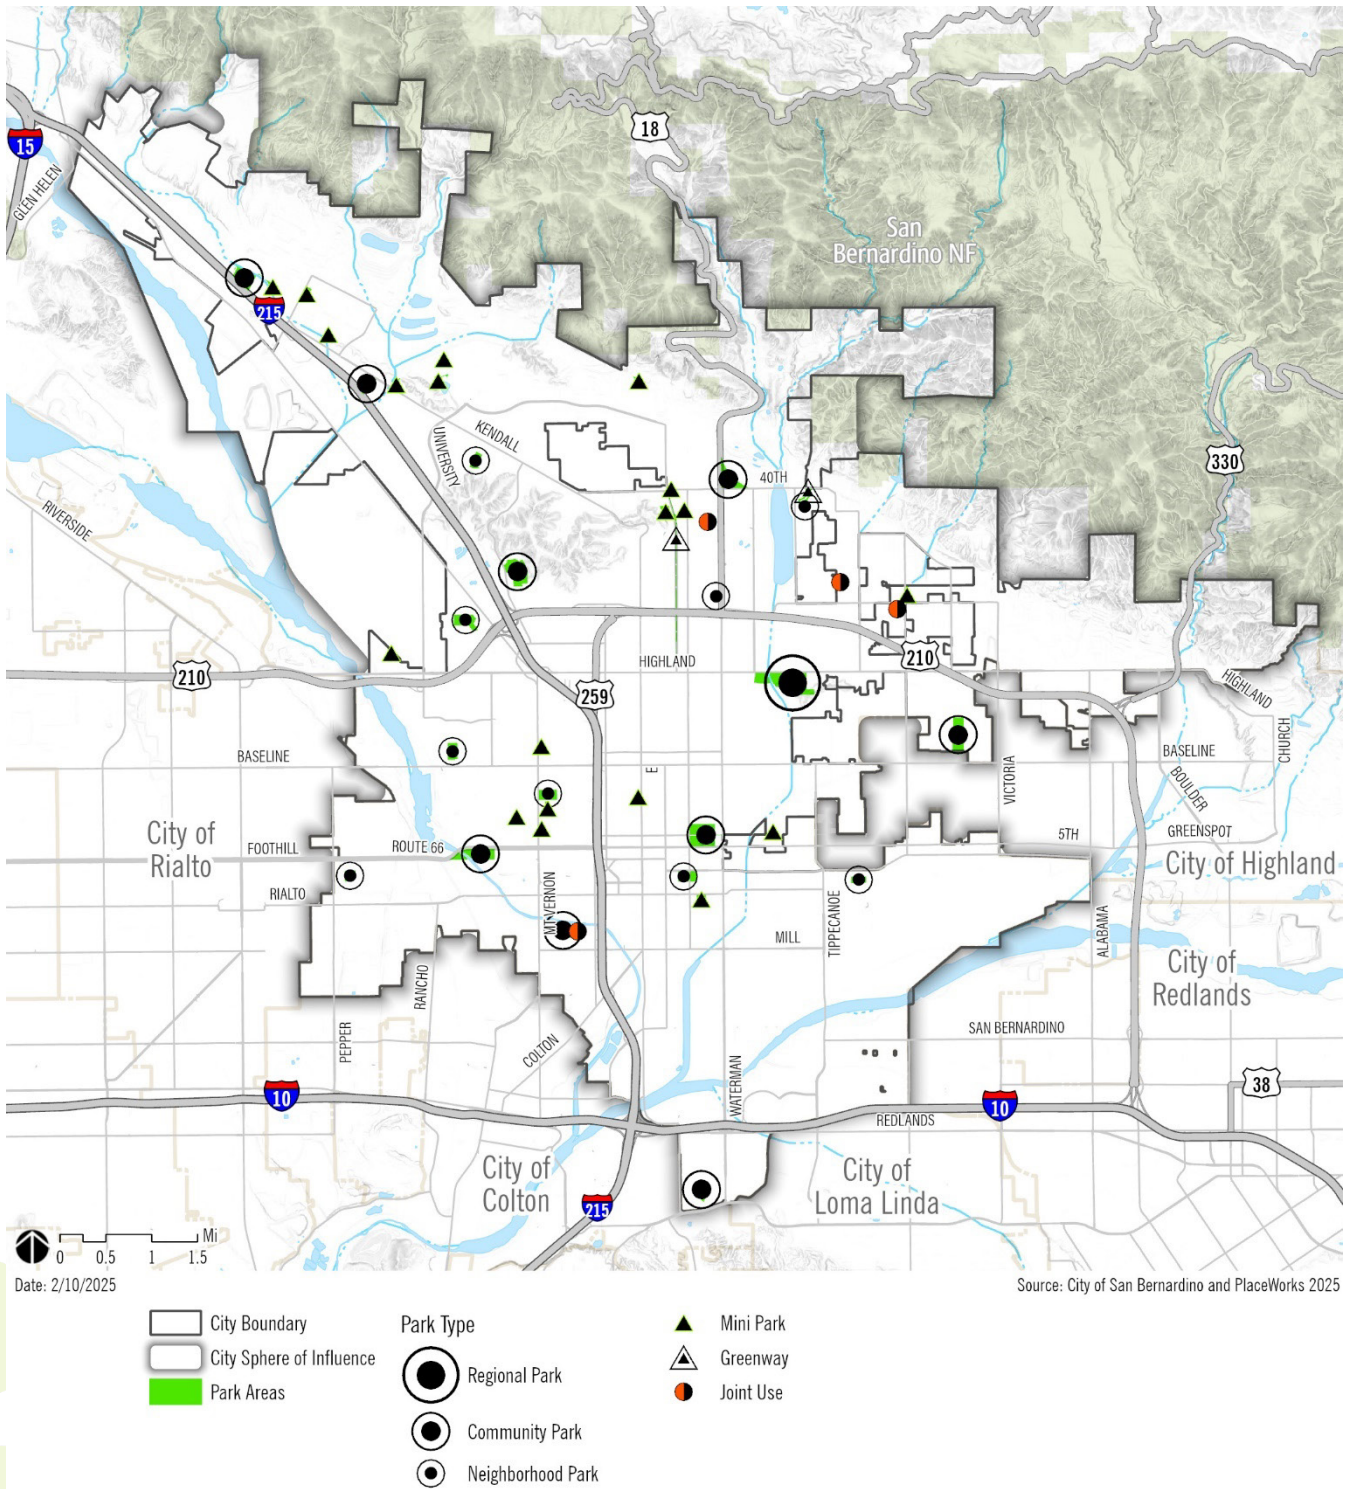 18
15
GLEN HELEN
San
Bernardino NF
215
330
KENDALL
UNIVERSITY
40TH
RIVERSIDE
HIGHLAND
210
210
259
HIGHLAND
BASELINE
BASELINE
CHURCH
VICTORIA
BOULDER
E
City of
Rialto
FOOTHILL
ROUTE 66
5TH
GREENSPOT
City of Highland
RIALTO
MT VERNON
TIPPECANOE
MILL
ALABAMA
City of
Redlands
RANCHO
PEPPER
COLTON
SAN BERNARDINO
WATERMAN
38
10
10
REDLANDS
City of
Colton
City of
Loma Linda
215
Mi
0 0.5 1 1.5
Date: 2/10/2025
Source: City of San Bernardino and PlaceWorks 2025
City Boundary
City Sphere of Influence
Park Areas
Park Type
Regional Park
Community Park
Neighborhood Park
Mini Park
Greenway
Joint Use